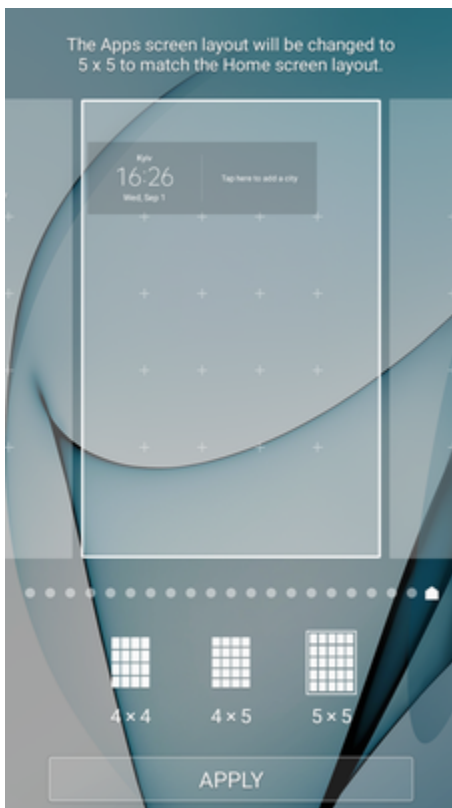 The Apps screen layout will be changed to
5 x 5 to match the Home screen layout.
Kyiv
16:26
Wed, Sep 1
Tap here to add a city
4 × 4
4 × 5
5 × 5
APPLY